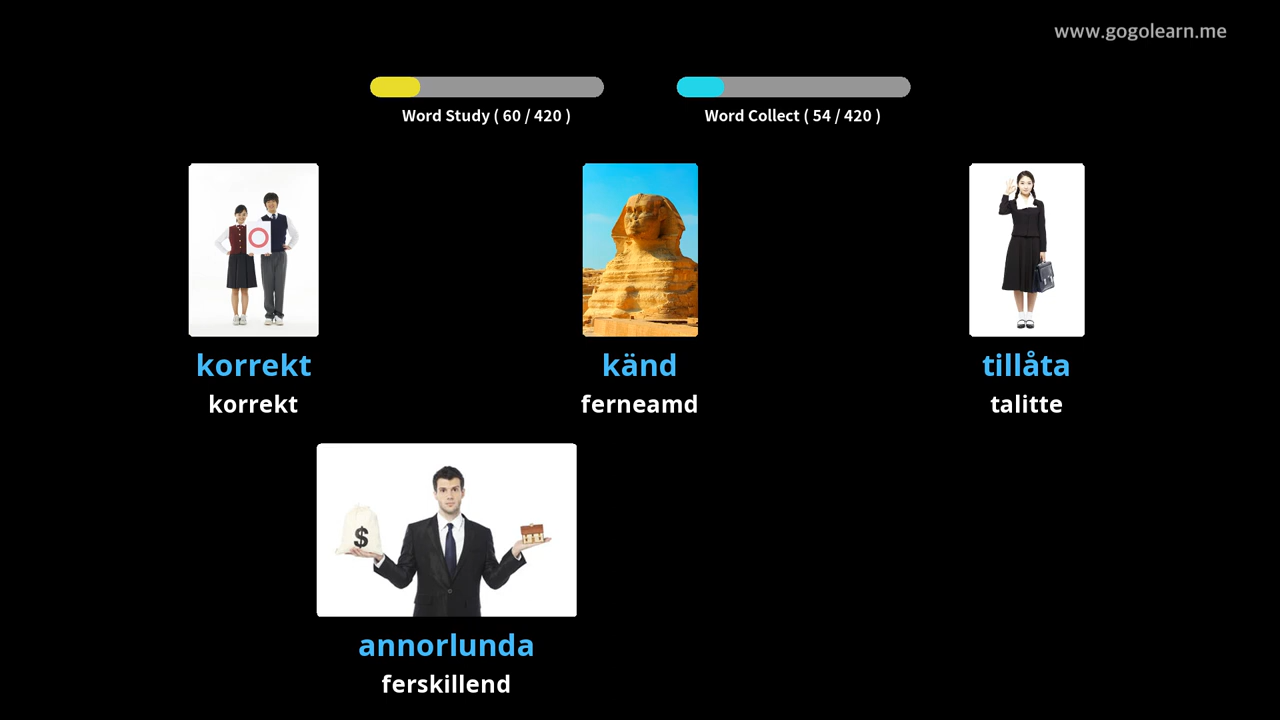 www.gogolearn.me
Word Study ( 60 / 420 )
Word Collect ( 54 / 420 )
korrekt
korrekt
känd
ferneamd
tillåta
talitte
$
annorlunda
ferskillend